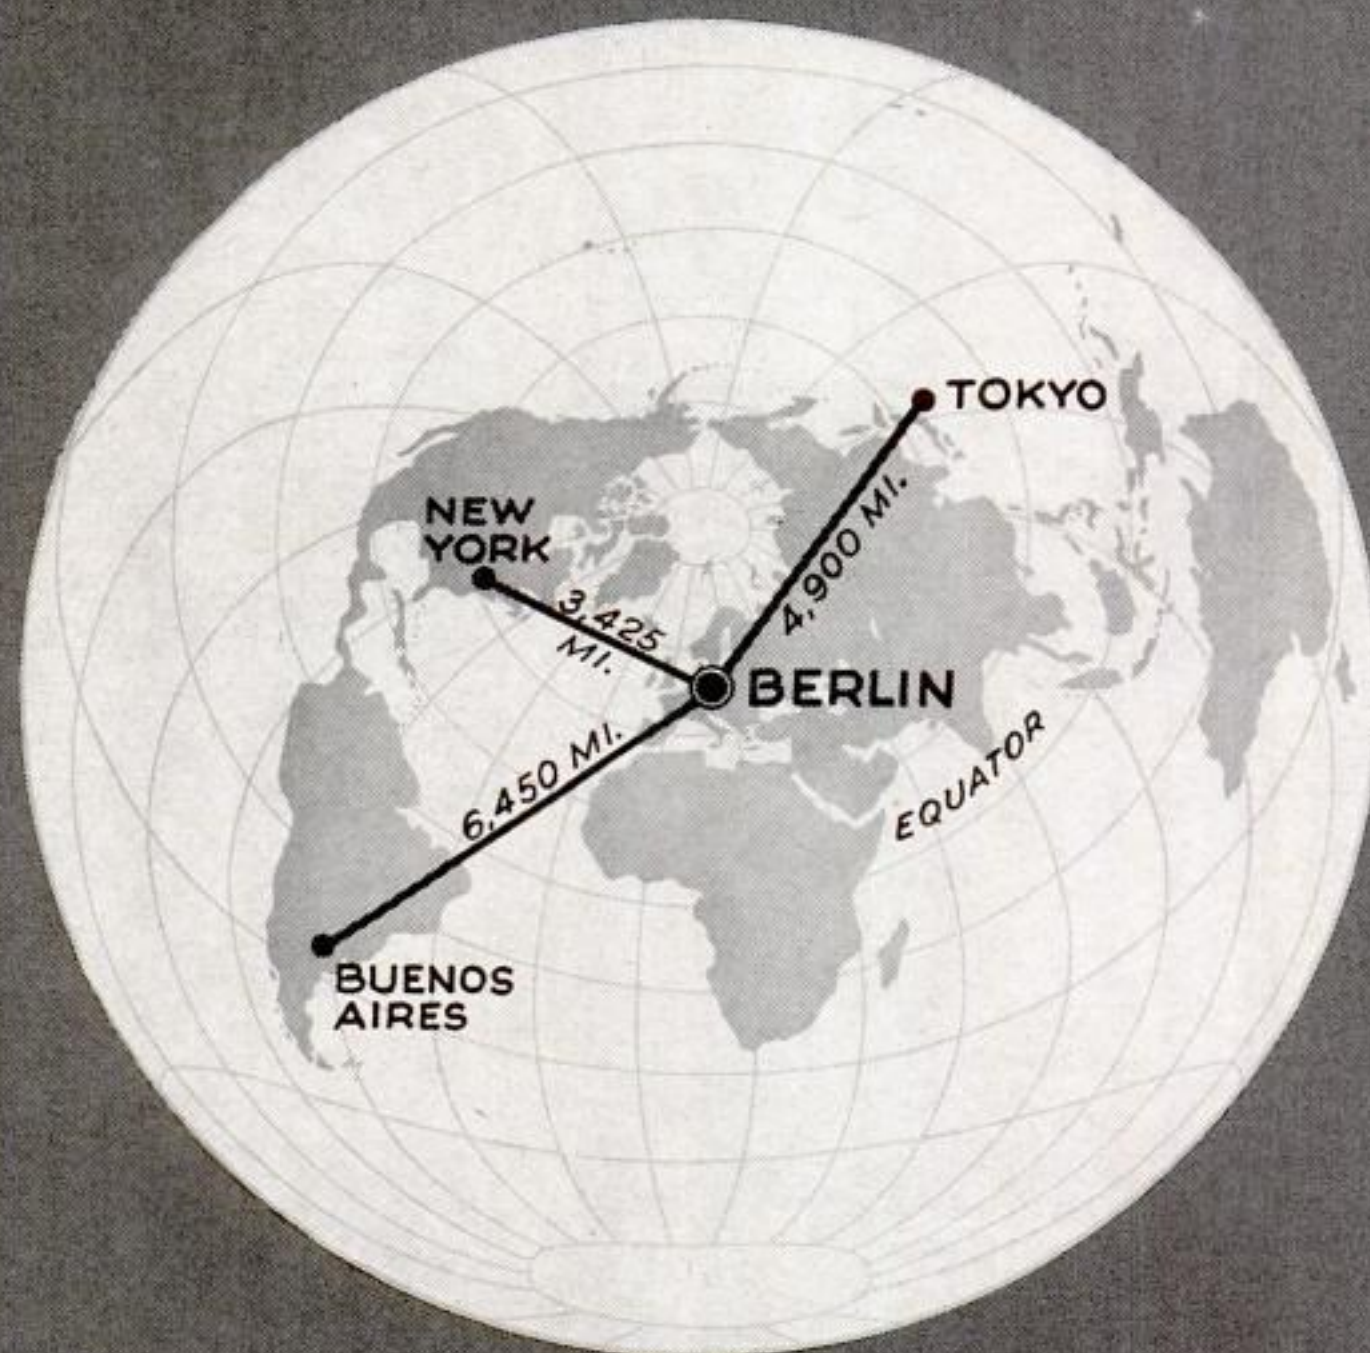 TOKYO
NEW
YORK
4,900 MI.
3,425
MI.
BERLIN
6,450 MI.
EQUATOR
BUENOS
AIRES